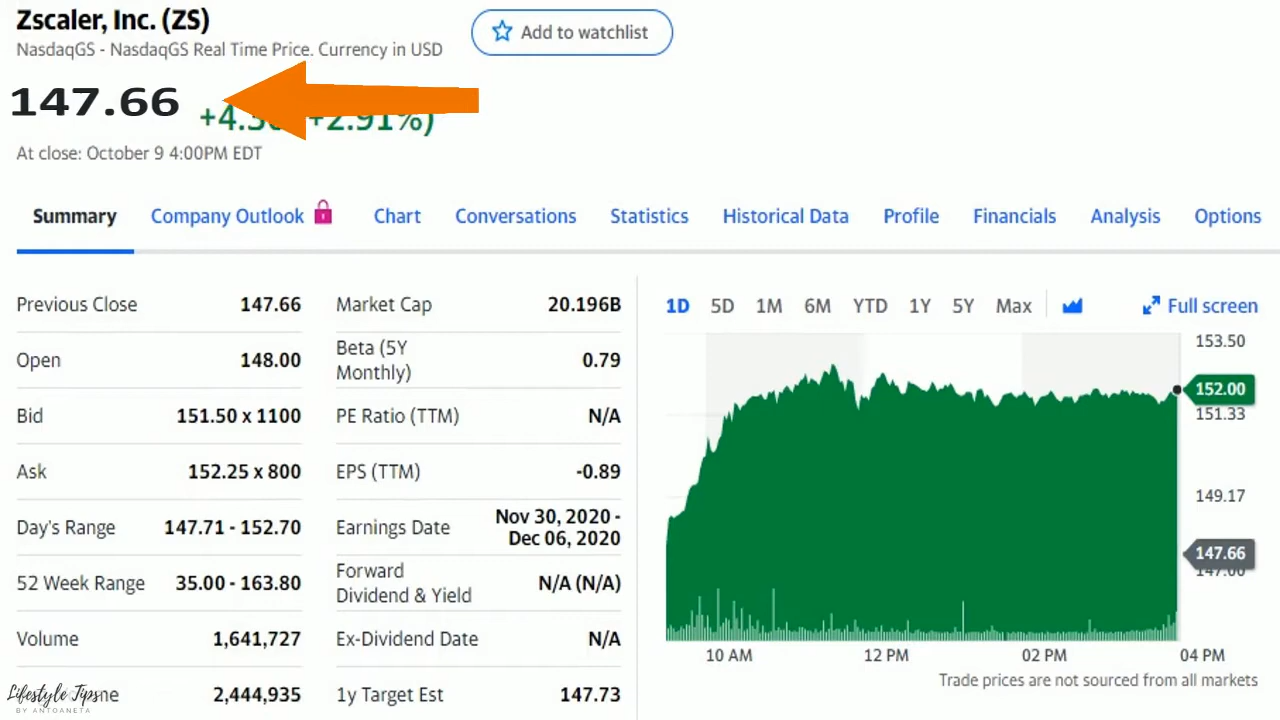 Zscaler, Inc. (ZS)
Add to watchlist
NasdaqGS - NasdaqGS Real Time Price. Currency in USD
147.66
+2.91%)
At close: October 9 4:00PM EDT
Summary Company Outlook Chart Conversations Statistics Historical Data Profile Financials Analysis Options
Previous Close 147.66
Open 148.00
Bid 151.50 x 1100
Ask 152.25 x 800
Day's Range 147.71 - 152.70
52 Week Range 35.00 - 163.80
Volume 1,641,727
2,444,935
Market Cap 20.196B
Beta (5Y
Monthly) 0.79
PE Ratio (TTM) N/A
EPS (TTM) -0.89
Earnings Date Nov 30, 2020 -
Dec 06, 2020
Forward
Dividend & Yield N/A (N/A)
Ex-Dividend Date N/A
1y Target Est 147.73
1D 5D 1M 6M YTD 1Y 5Y Max Full screen
153.50
152.00
151.33
149.17
147.66
147.00
10 AM 12 PM 02 PM 04 PM
Trade prices are not sourced from all markets
Lifestyle Tips
BY ANTOANETA